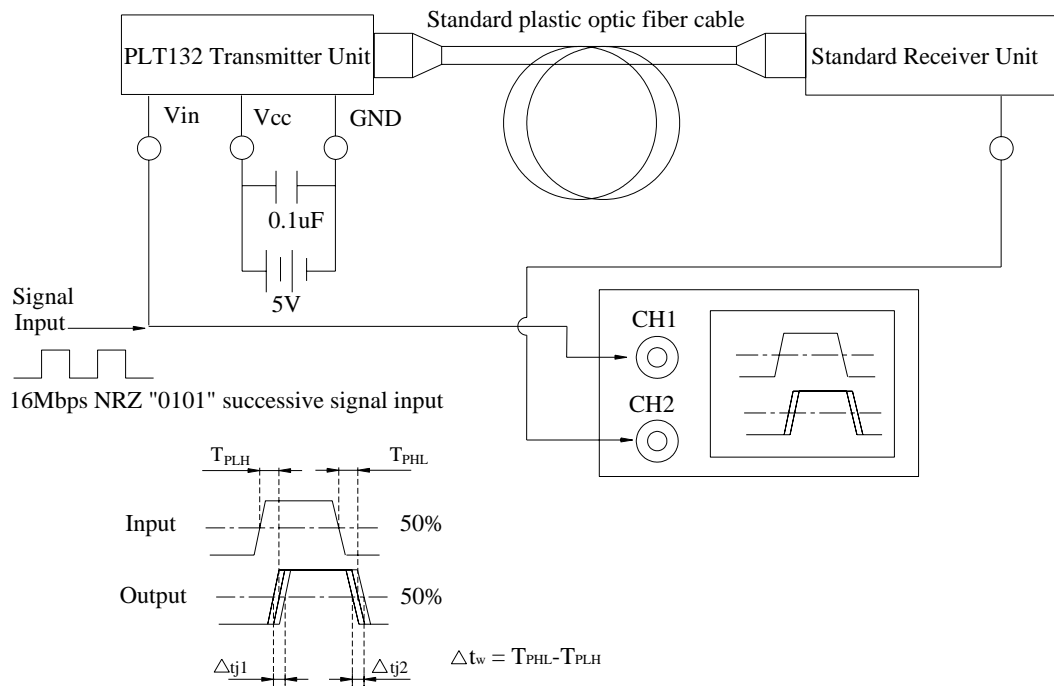 Standard plastic optic fiber cable
PLT132 Transmitter Unit
Standard Receiver Unit
Vin
Vcc
GND
0.1uF
5V
Signal
Input
CH1
CH2
16Mbps NRZ "0101" successive signal input
TPLH
TPHL
Input
50%
Output
50%
△tj1
△tj2
△tw = TPHL-TPLH